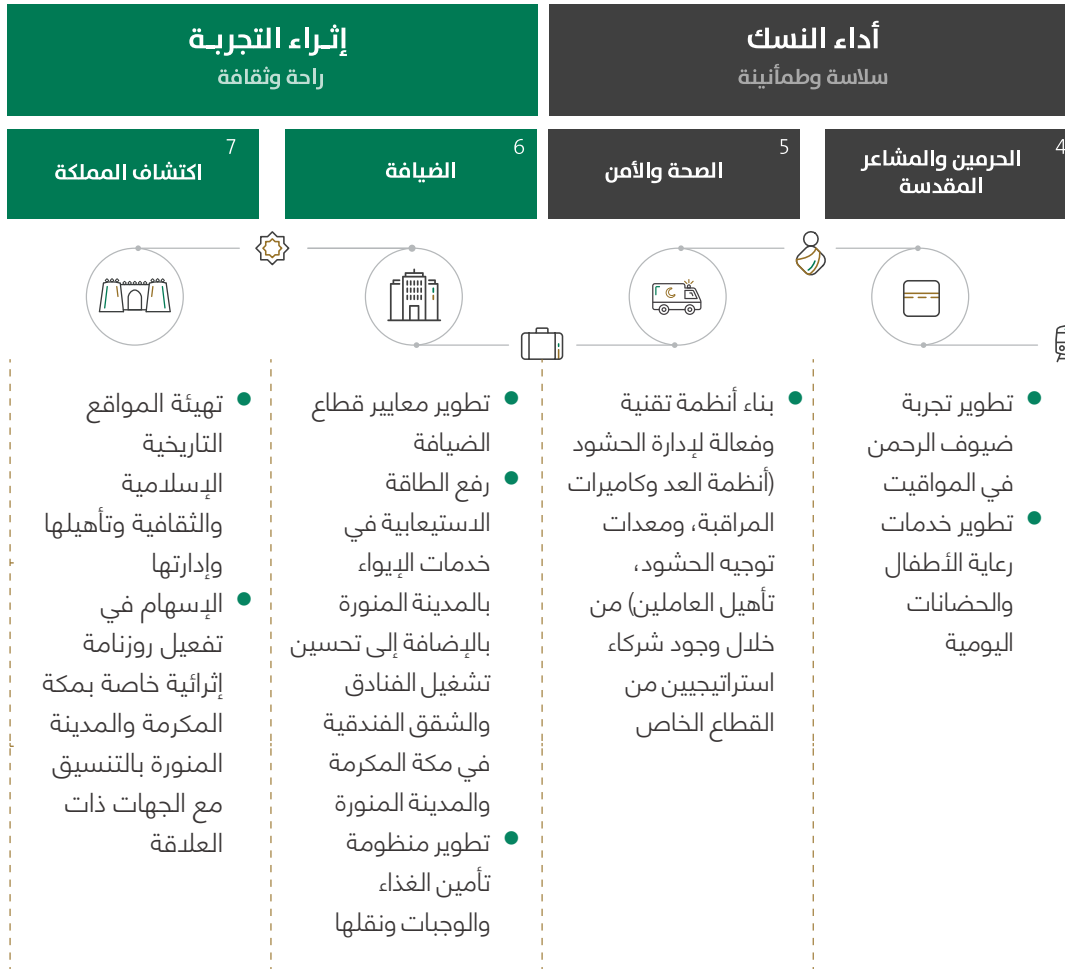 أداء النسك
سلاسة وطمأنينة
إثـراء التجربـة
راحة وثقافة
4
الحرمين والمشاعر
المقدسة
5
الصحة والأمن
6
الضيافة
7
اكتشاف المملكة
تطوير تجربة
ضيوف الرحمن
في المواقيت
تطوير خدمات
رعاية الأطفال
والحضانات
اليومية
بناء أنظمة تقنية
وفعالة لإدارة الحشود
(أنظمة العد وكاميرات
المراقبة، ومعدات
توجيه الحشود،
تأهيل العاملين) من
خلال وجود شركاء
استراتيجيين من
القطاع الخاص
تطوير معايير قطاع
الضيافة
رفع الطاقة
الاستيعابية في
خدمات الإيواء
بالمدينة المنورة
بالإضافة إلى تحسين
تشغيل الفنادق
والشقق الفندقية
في مكة المكرمة
والمدينة المنورة
تطوير منظومة
تأمين الغذاء
والوجبات ونقلها
تهيئة المواقع
التاريخية
الإسلامية
والثقافية وتأهيلها
وإدارتها
الإسهام في
تفعيل روزنامة
إثرائية خاصة بمكة
المكرمة والمدينة
المنورة بالتنسيق
مع الجهات ذات
العلاقة